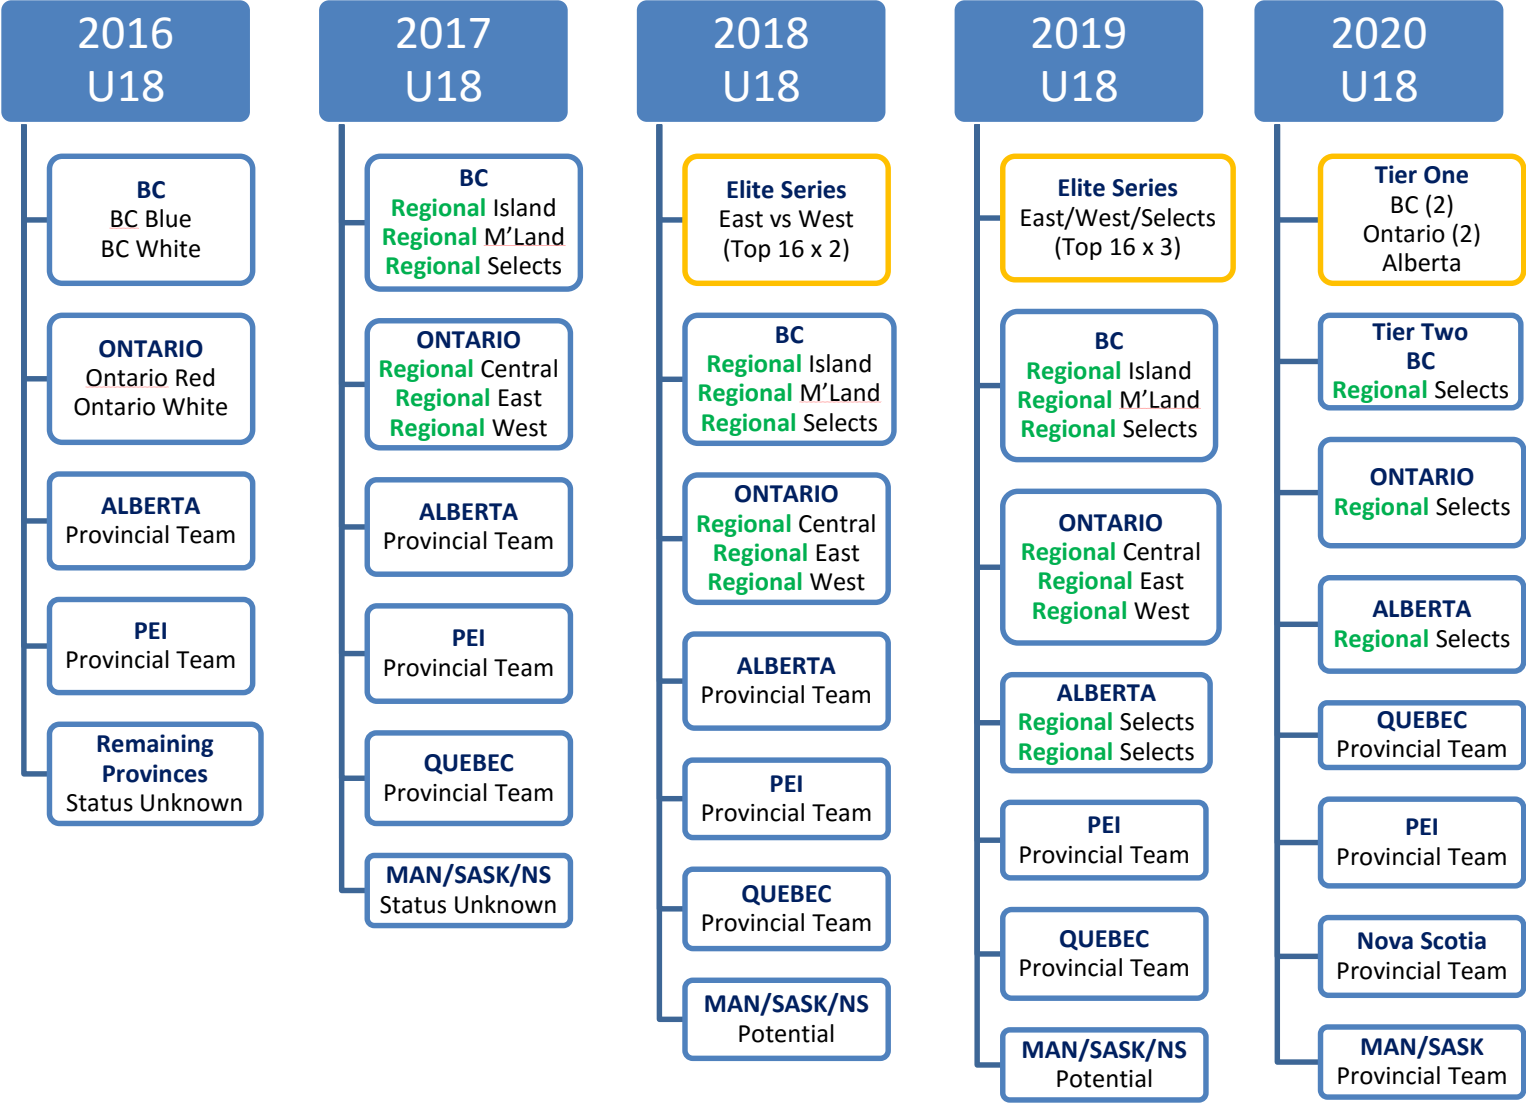 2016
U18
BC
BC Blue
BC White
ONTARIO
Ontario Red
Ontario White
ALBERTA
Provincial Team
PEI
Provincial Team
Remaining
Provinces
Status Unknown
2017
U18
BC
Regional Island
Regional M'Land
Regional Selects
ONTARIO
Regional Central
Regional East
Regional West
ALBERTA
Provincial Team
PEI
Provincial Team
QUEBEC
Provincial Team
MAN/SASK/NS
Status Unknown
2018
U18
Elite Series
East vs West
(Top 16 x 2)
BC
Regional Island
Regional M'Land
Regional Selects
ONTARIO
Regional Central
Regional East
Regional West
ALBERTA
Provincial Team
PEI
Provincial Team
QUEBEC
Provincial Team
MAN/SASK/NS
Potential
2019
U18
Elite Series
East/West/Selects
(Top 16 x 3)
BC
Regional Island
Regional M'Land
Regional Selects
ONTARIO
Regional Central
Regional East
Regional West
ALBERTA
Regional Selects
Regional Selects
PEI
Provincial Team
QUEBEC
Provincial Team
MAN/SASK/NS
Potential
2020
U18
Tier One
BC (2)
Ontario (2)
Alberta
Tier Two
BC
Regional Selects
ONTARIO
Regional Selects
ALBERTA
Regional Selects
QUEBEC
Provincial Team
PEI
Provincial Team
Nova Scotia
Provincial Team
MAN/SASK
Provincial Team